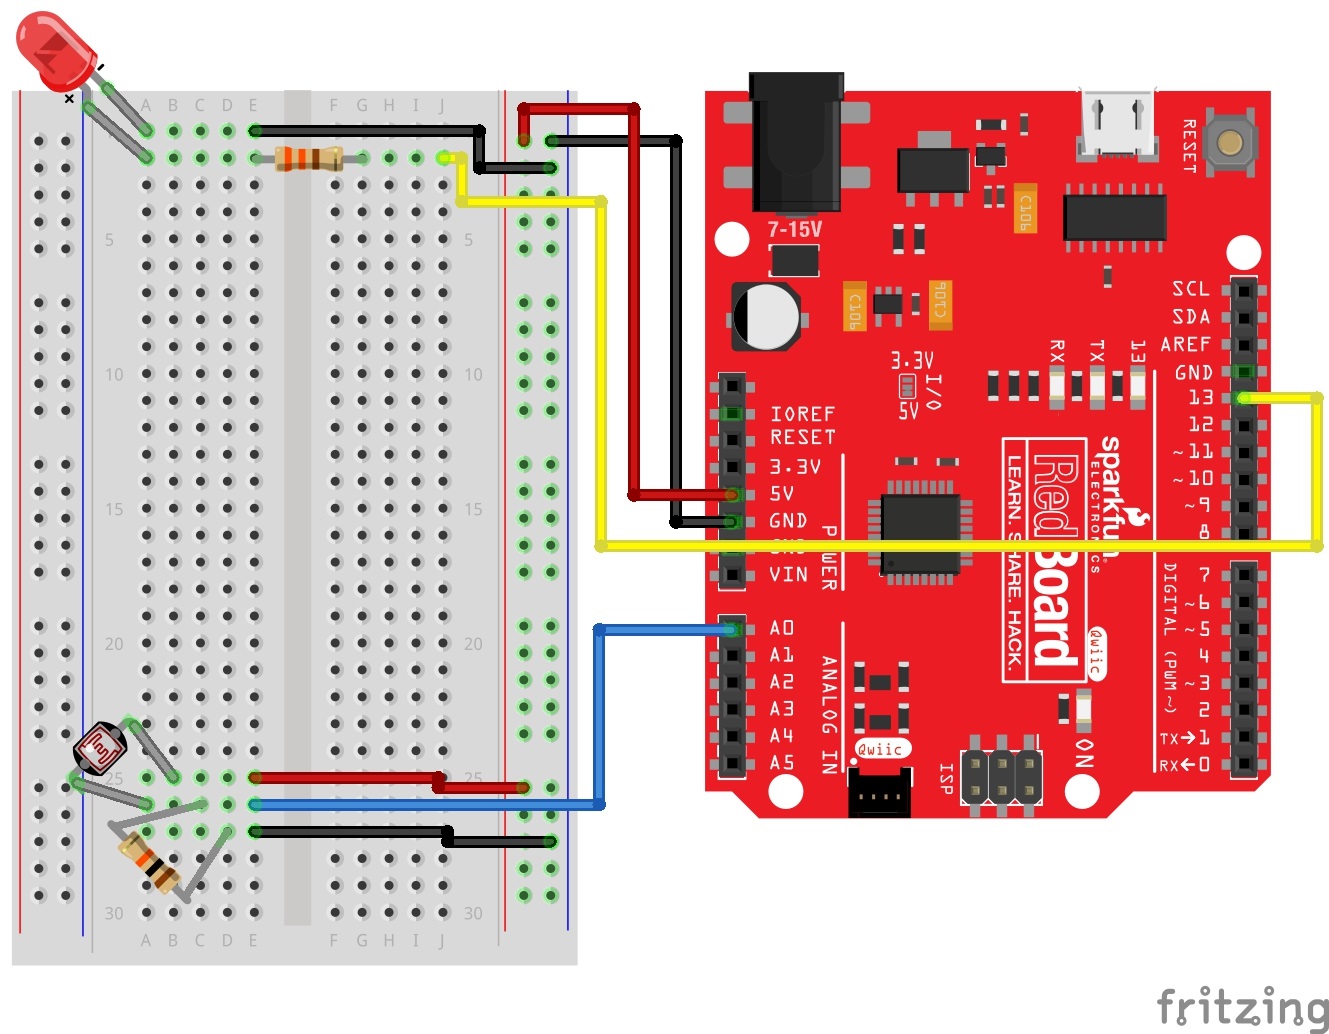 A B C D E F G H I J
5 5
10 10
15 15
20 20
25 25
30 30
A B C D E F G H I J
7-15V
RESET
C106
C106
C106
3.3V
I/O
5V
RX
TX
13
IOREF
RESET
3.3V
5V
GND
GND
VIN
POWER
A0
A1
A2
A3
A4
A5
ANALOG IN
SCL
SDA
AREF
GND
13
12
~11
~10
~9
8
7
~6
~5
4
~3
2
TX→1
RX←0
DIGITAL (PWM~)
sparkfun
ELECTRONICS
RedBoard
LEARN. SHARE. HACK.
Qwiic
Qwiic
ISP
ON
fritzing